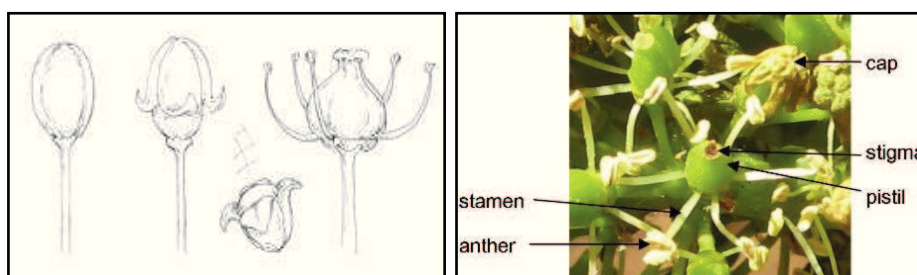 cap
stigma
pistil
stamen
anther